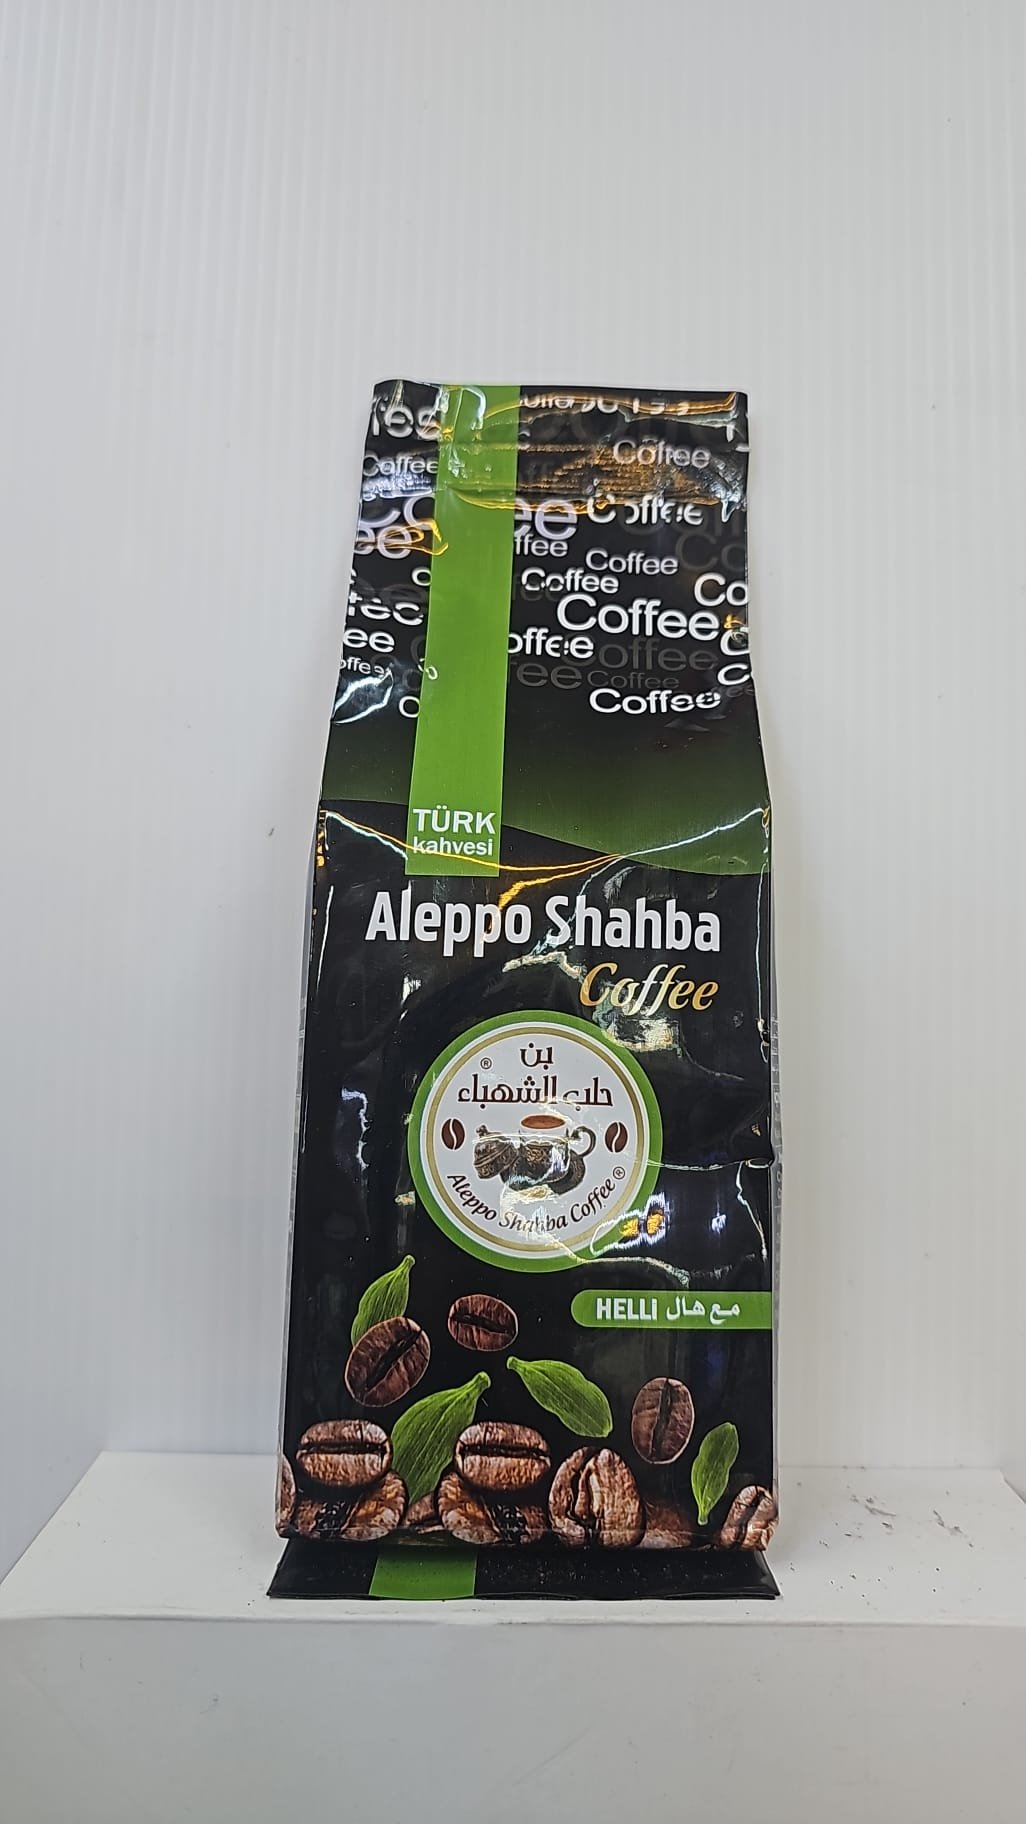 Coffee
Coffee
Coffee
Coffee
Coffee
Coffee
Coffee
Coffee
TÜRK
kahvesi
Aleppo Shahba
Coffee
بن
®
حلب الشهباء
Aleppo Shahba Coffee®
HELLİ مع هال